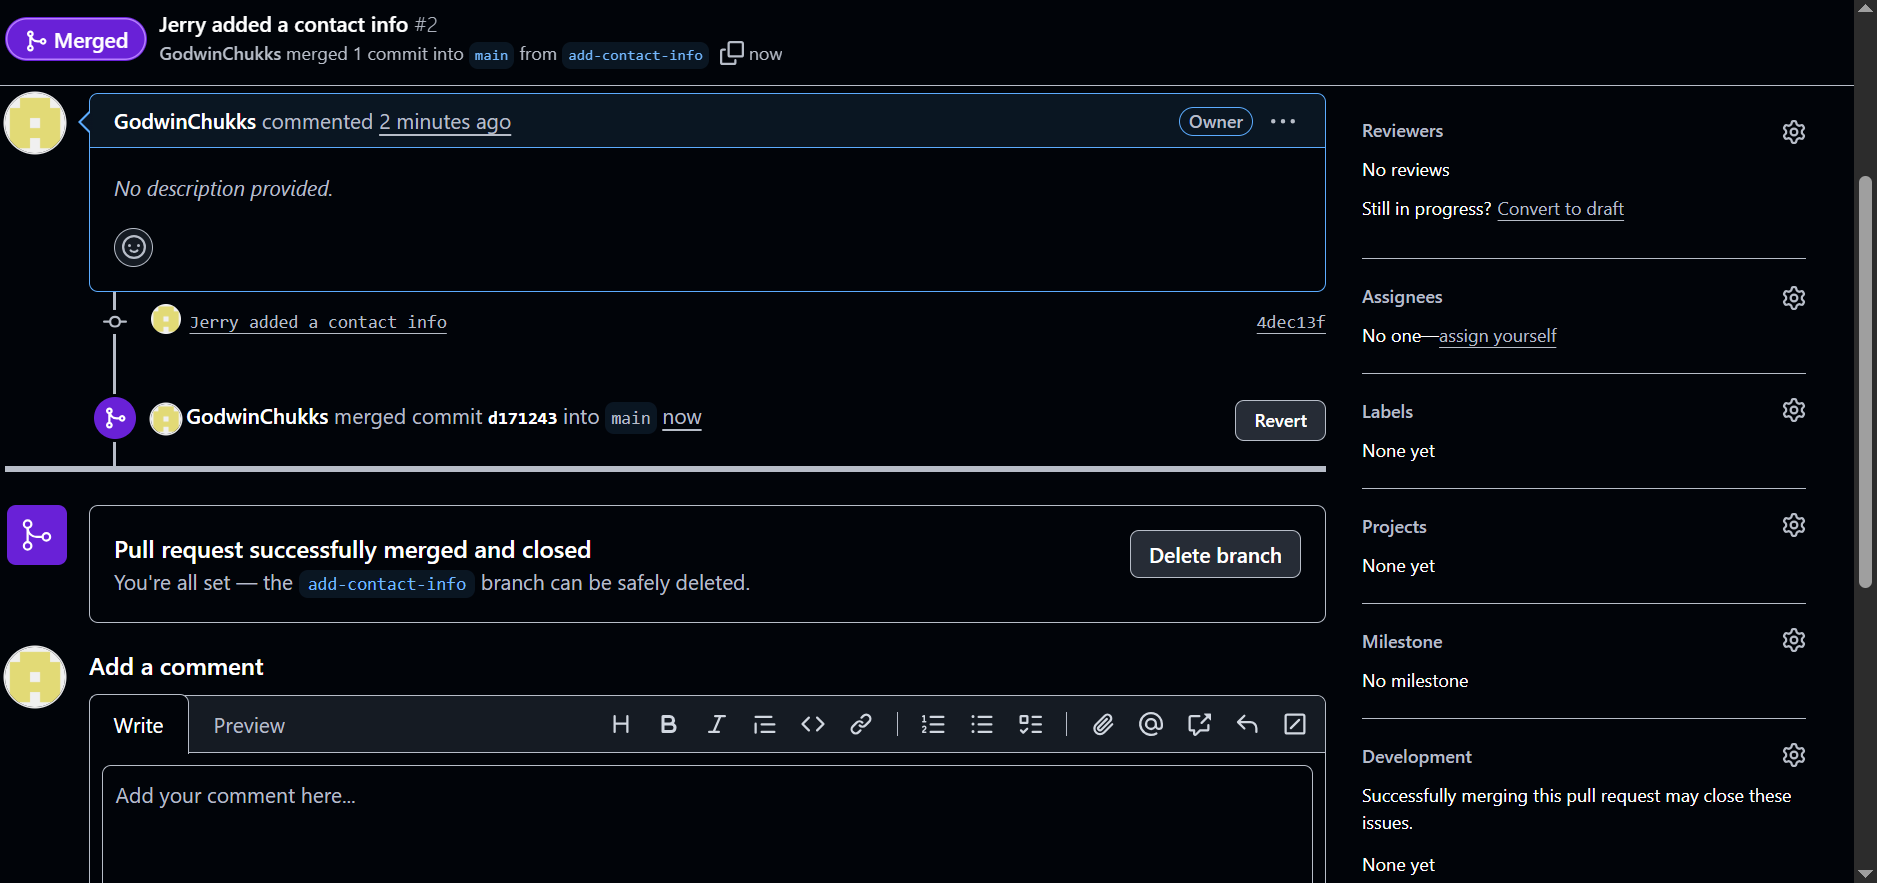 Merged
Jerry added a contact info #2
GodwinChukks merged 1 commit into main from add-contact-info now
GodwinChukks commented 2 minutes ago
Owner
No description provided.
Jerry added a contact info
4dec13f
GodwinChukks merged commit d171243 into main now
Revert
Pull request successfully merged and closed
You're all set — the add-contact-info branch can be safely deleted.
Delete branch
Add a comment
Write
Preview
Add your comment here...
Reviewers
No reviews
Still in progress? Convert to draft
Assignees
No one—assign yourself
Labels
None yet
Projects
None yet
Milestone
No milestone
Development
Successfully merging this pull request may close these
issues.
None yet